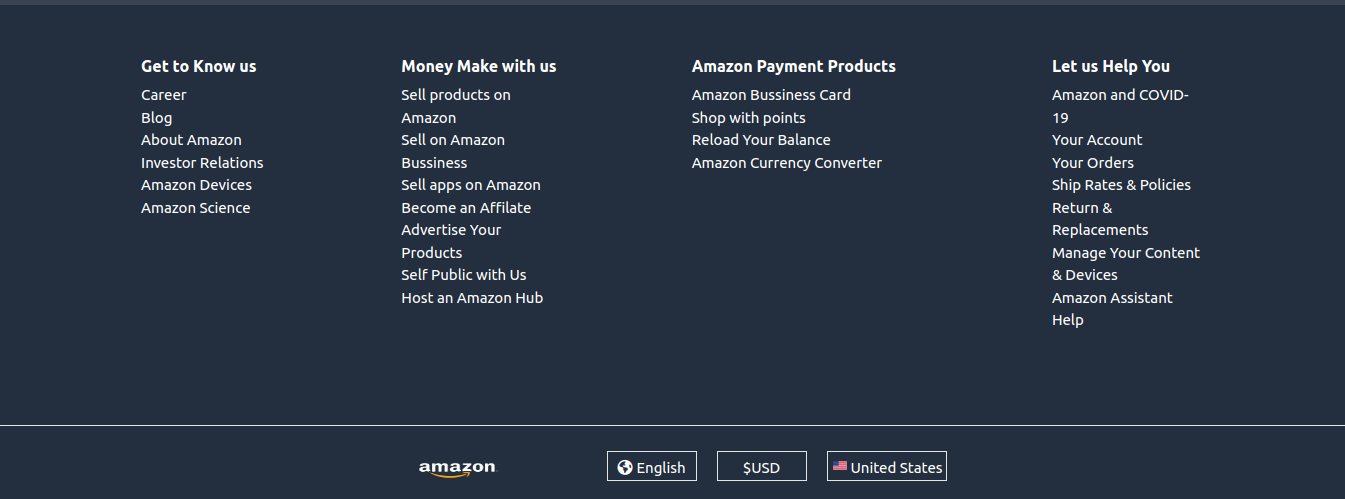 Get to Know us
Career
Blog
About Amazon
Investor Relations
Amazon Devices
Amazon Science
Money Make with us
Sell products on
Amazon
Sell on Amazon
Bussiness
Sell apps on Amazon
Become an Affilate
Advertise Your
Products
Self Public with Us
Host an Amazon Hub
Amazon Payment Products
Amazon Bussiness Card
Shop with points
Reload Your Balance
Amazon Currency Converter
Let us Help You
Amazon and COVID-
19
Your Account
Your Orders
Ship Rates & Policies
Return &
Replacements
Manage Your Content
& Devices
Amazon Assistant
Help
amazon
English
$USD
United States